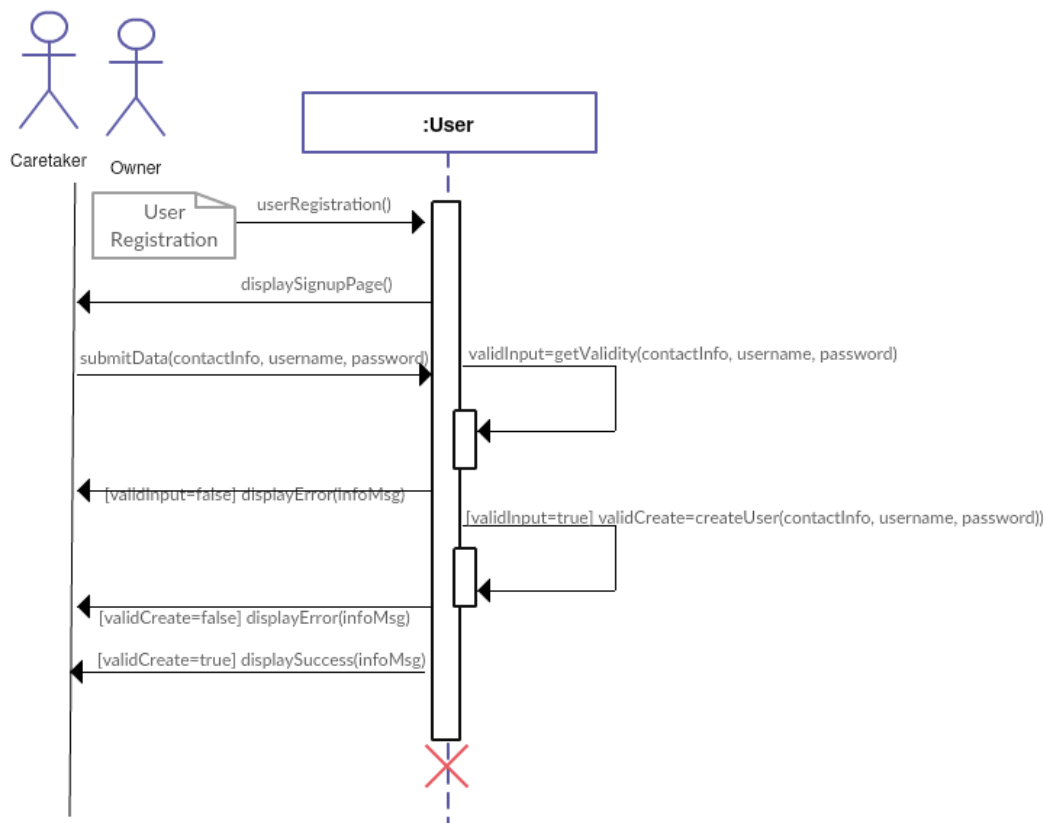 Caretaker
Owner
:User
User
Registration
userRegistration()
displaySignupPage()
submitData(contactInfo, username, password)
validInput=getValidity(contactInfo, username, password)
[validInput=false] displayError(infoMsg)
[validInput=true] validCreate=createUser(contactInfo, username, password))
[validCreate=false] displayError(infoMsg)
[validCreate=true] displaySuccess(infoMsg)